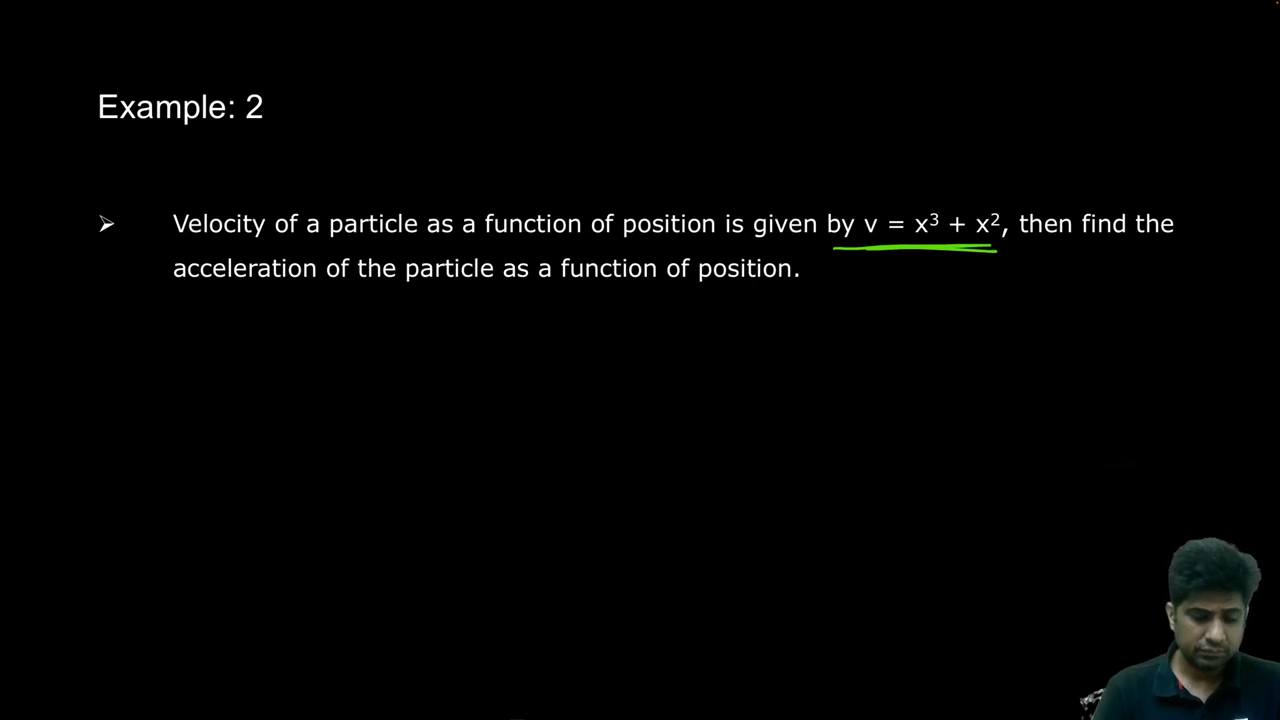 Example: 2
➢ Velocity of a particle as a function of position is given by v = x³ + x², then find the
acceleration of the particle as a function of position.